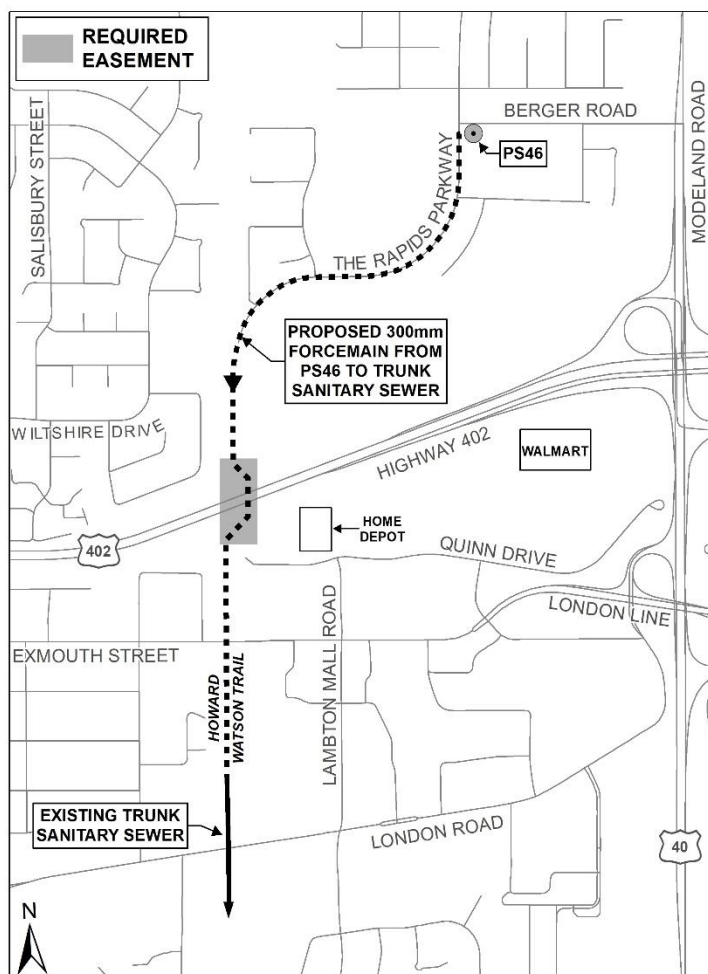 REQUIRED
EASEMENT
BERGER ROAD
MODELAND ROAD
PS46
SALISBURY STREET
THE RAPIDS PARKWAY
PROPOSED 300mm
FORCEMAIN FROM
PS46 TO TRUNK
SANITARY SEWER
WILTSHIRE DRIVE
HIGHWAY 402
WALMART
402
HOME
DEPOT
QUINN DRIVE
LONDON LINE
EXMOUTH STREET
LAMBTON MALL ROAD
HOWARD
WATSON TRAIL
EXISTING TRUNK
SANITARY SEWER
LONDON ROAD
40
N